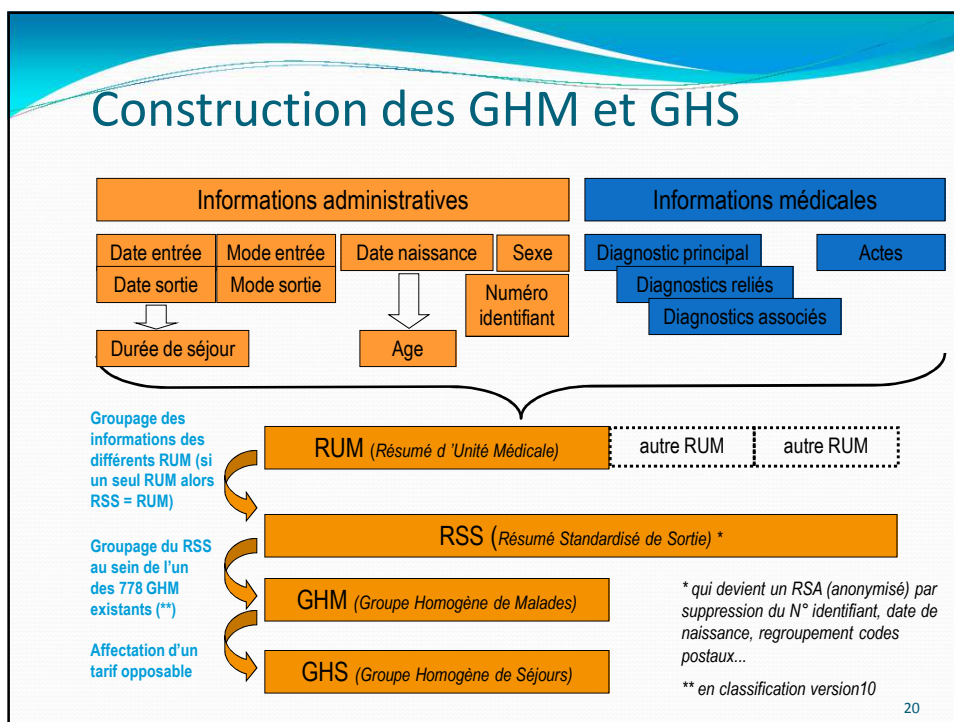 Construction des GHM et GHS
Informations administratives
Informations médicales
Date entrée
Mode entrée
Date naissance
Sexe
Diagnostic principal
Actes
Date sortie
Mode sortie
Numéro
identifiant
Diagnostics reliés
Diagnostics associés
Durée de séjour
Age
Groupage des
informations des
différents RUM (si
un seul RUM alors
RSS = RUM)
RUM (Résumé d 'Unité Médicale)
autre RUM
autre RUM
RSS (Résumé Standardisé de Sortie) *
Groupage du RSS
au sein de l'un
des 778 GHM
existants (**)
GHM (Groupe Homogène de Malades)
Affectation d'un
tarif opposable
GHS (Groupe Homogène de Séjours)
* qui devient un RSA (anonymisé) par
suppression du N° identifiant, date de
naissance, regroupement codes
postaux...
** en classification version10
20